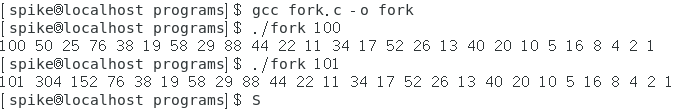 [spike@localhost programs]$ gcc fork.c -o fork
[spike@localhost programs]$ ./fork 100
100 50 25 76 38 19 58 29 88 44 22 11 34 17 52 26 13 40 20 10 5 16 8 4 2 1
[spike@localhost programs]$ ./fork 101
101 304 152 76 38 19 58 29 88 44 22 11 34 17 52 26 13 40 20 10 5 16 8 4 2 1
[spike@localhost programs]$ S